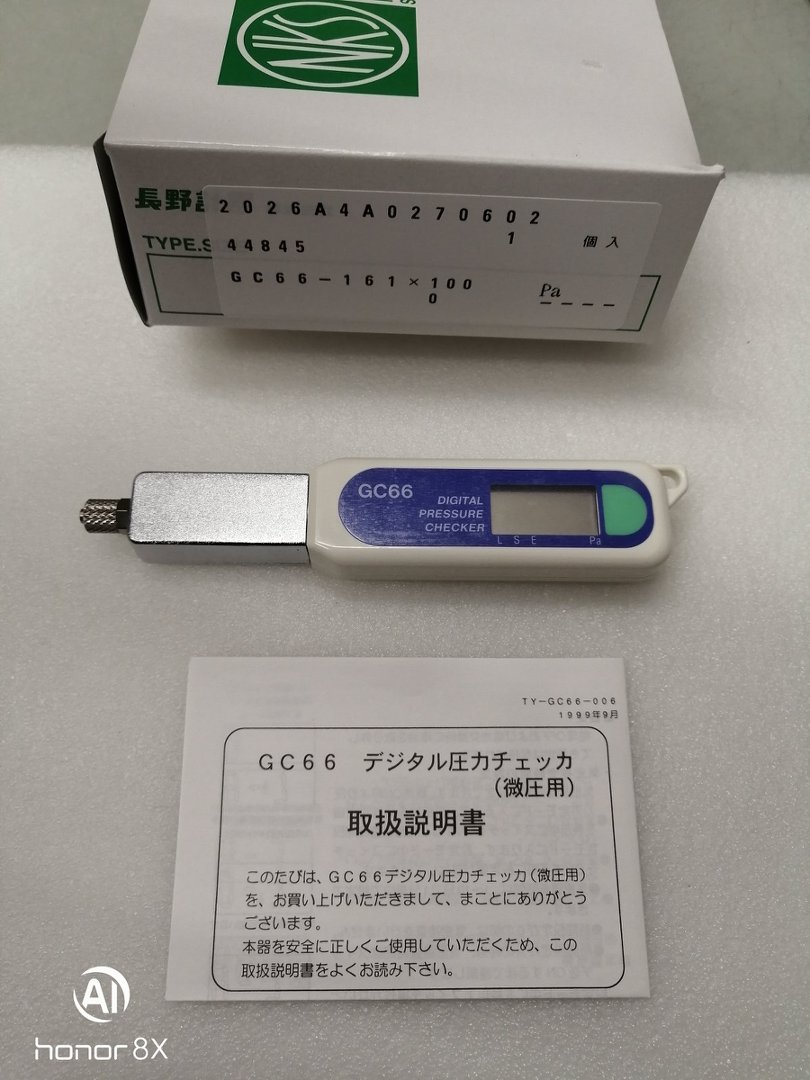 NKS
長野
2026A4A0270602
1 個入
TYPE.S 44845
GC66-161×100
0
Pa
GC66
DIGITAL
PRESSURE
CHECKER
L S E Pa
TY-GC66-006
1999年9月
GC66 デジタル圧力チェッカ
(微圧用)
取扱説明書
このたびは、GC66デジタル圧力チェッカ(微圧用)
を、お買い上げいただきまして、まことにありがとう
ございます。
本器を安全に正しくご使用していただくため、この
取扱説明書をよくお読み下さい。
AI
honor 8X